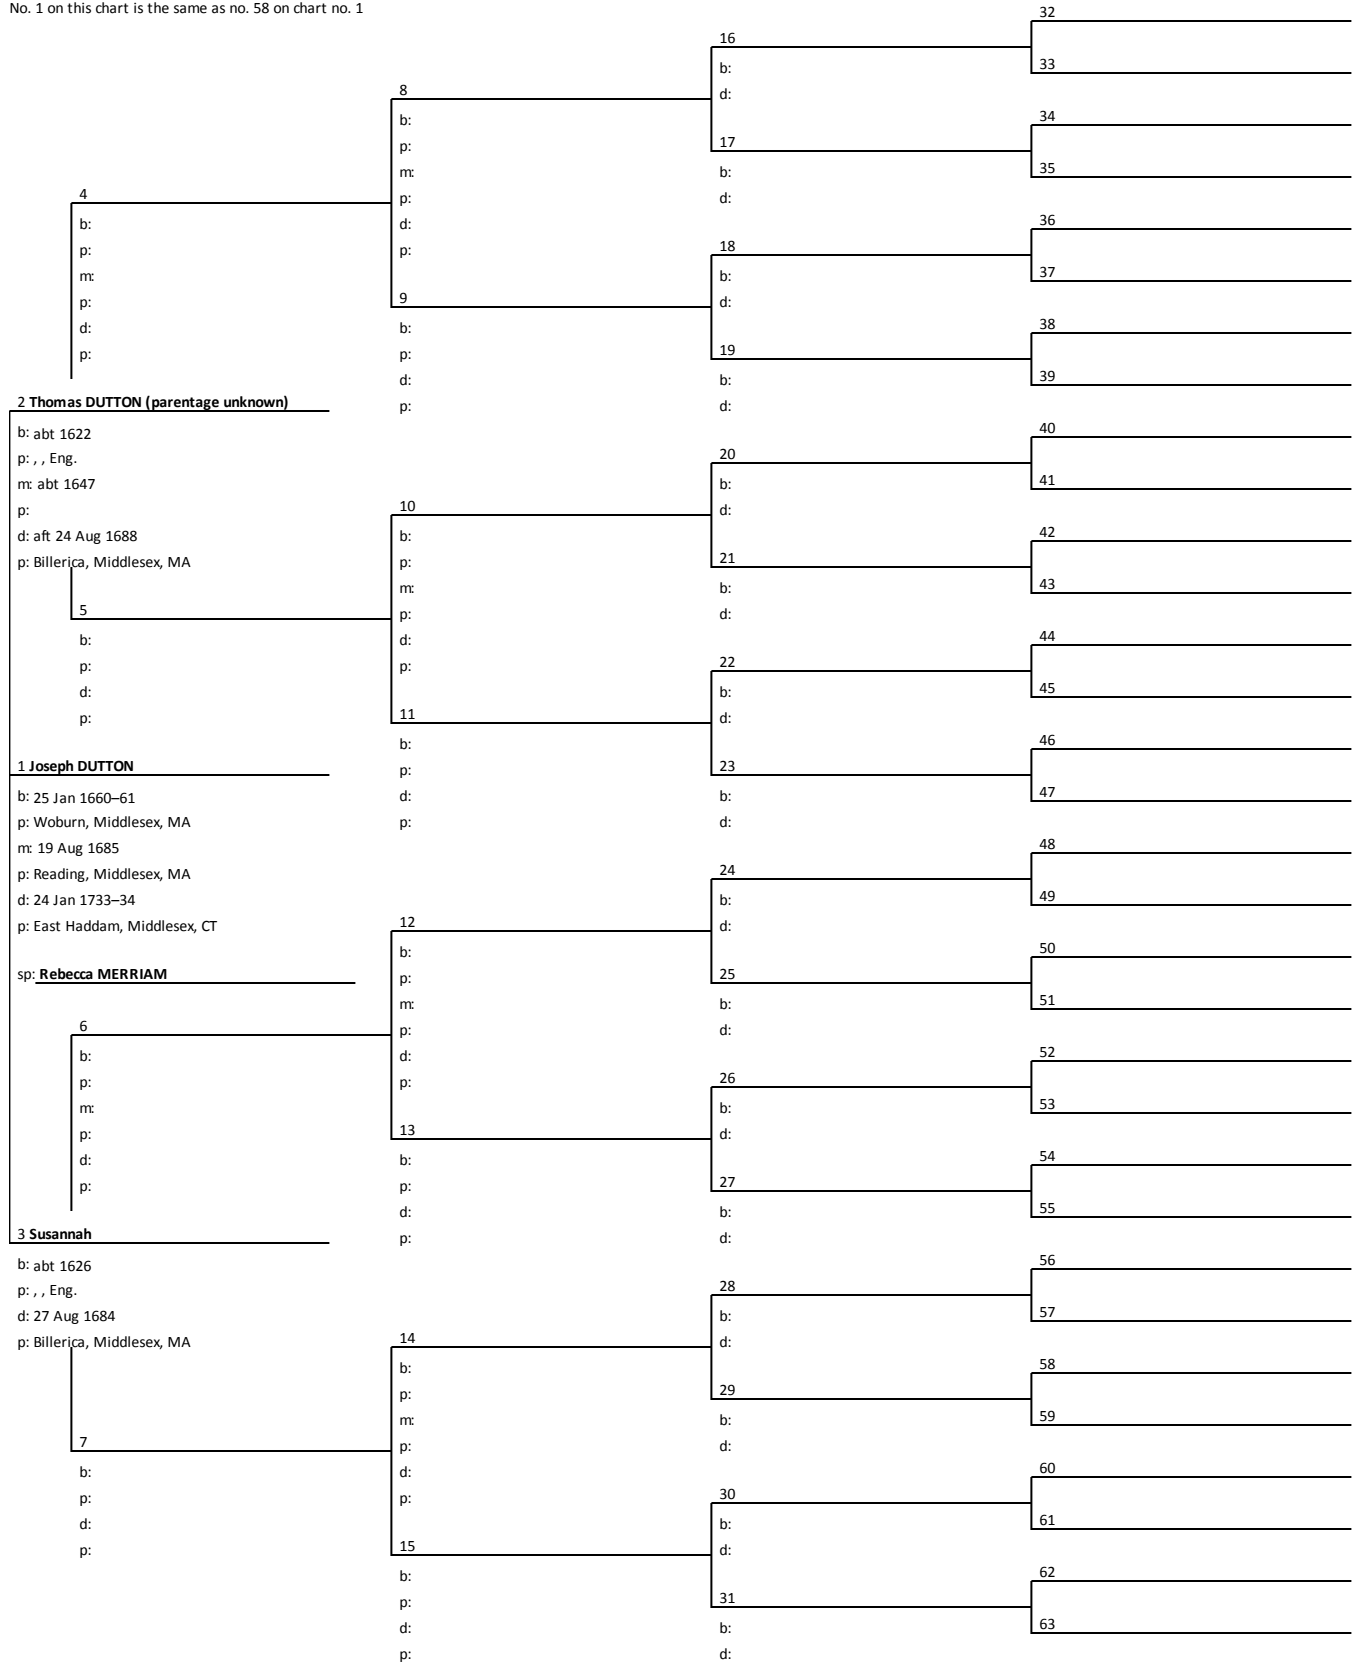 No. 1 on this chart is the same as no. 58 on chart no. 1
4
b:
p:
m:
p:
d:
p:
2 Thomas DUTTON (parentage unknown)
b: abt 1622
p: , , Eng.
m: abt 1647
p:
d: aft 24 Aug 1688
p: Billerica, Middlesex, MA
5
b:
p:
d:
p:
1 Joseph DUTTON
b: 25 Jan 1660–61
p: Woburn, Middlesex, MA
m: 19 Aug 1685
p: Reading, Middlesex, MA
d: 24 Jan 1733–34
p: East Haddam, Middlesex, CT
sp: Rebecca MERRIAM
6
b:
p:
m:
p:
d:
p:
3 Susannah
b: abt 1626
p: , , Eng.
d: 27 Aug 1684
p: Billerica, Middlesex, MA
7
b:
p:
d:
p:
8
b:
p:
m:
p:
d:
p:
9
b:
p:
d:
p:
10
b:
p:
m:
p:
d:
p:
11
b:
p:
d:
p:
12
b:
p:
m:
p:
d:
p:
13
b:
p:
d:
p:
14
b:
p:
m:
p:
d:
p:
15
b:
p:
d:
p:
16
b:
d:
17
b:
d:
18
b:
d:
19
b:
d:
20
b:
d:
21
b:
d:
22
b:
d:
23
b:
d:
24
b:
d:
25
b:
d:
26
b:
d:
27
b:
d:
28
b:
d:
29
b:
d:
30
b:
d:
31
b:
d:
32
33
34
35
36
37
38
39
40
41
42
43
44
45
46
47
48
49
50
51
52
53
54
55
56
57
58
59
60
61
62
63